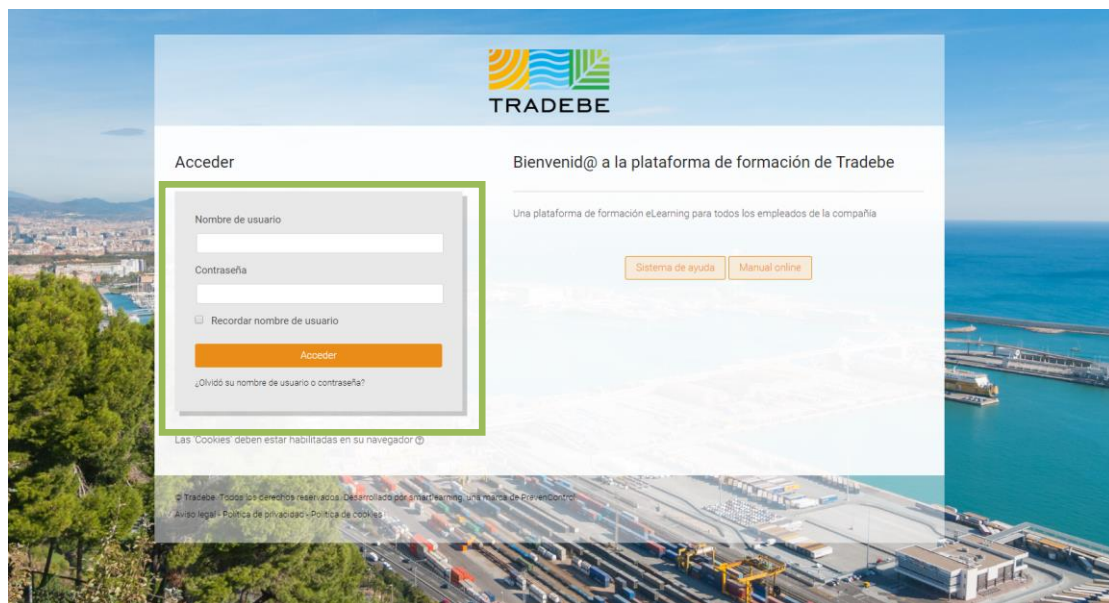 TRADEBE
Acceder
Nombre de usuario
Contraseña
Recordar nombre de usuario
Acceder
¿Olvidó su nombre de usuario o contraseña?
Las 'Cookies' deben estar habilitadas en su navegador
Bienvenid@ a la plataforma de formación de Tradebe
Una plataforma de formación eLearning para todos los empleados de la compañía
Sistema de ayuda
Manual online
© Tradebe. Todos los derechos reservados. Desarrollado por smartlearning, una marca de PrevenControl
Aviso legal - Política de privacidad - Política de cookies